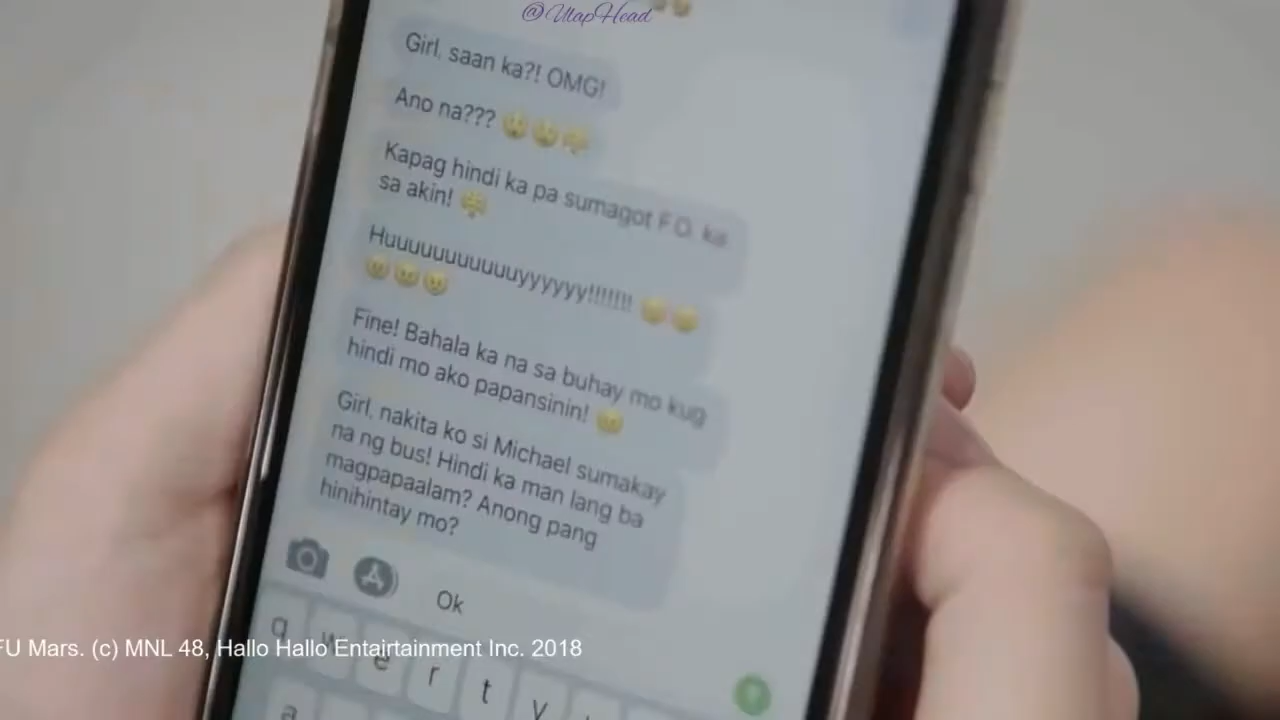 @UlapHead
Girl, saan ka?! OMG!
Ano na???
Kapag hindi ka pa sumagot F.O. ka
sa akin!
Huuuuuuuuuuuyyyyyy!!!!!!!
Fine! Bahala ka na sa buhay mo kug
hindi mo ako papansinin!
Girl, nakita ko si Michael sumakay
na ng bus! Hindi ka man lang ba
magpapaalam? Anong pang
hinihintay mo?
Ok
FU Mars. (c) MNL 48, Hallo Hallo Entairtainment Inc. 2018
q w e r t y
a